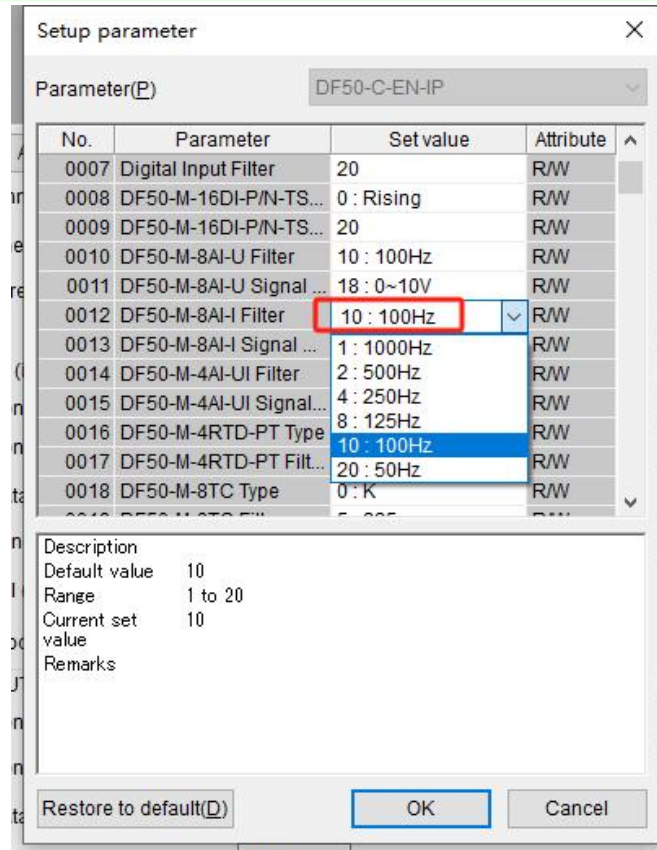 Setup parameter
Parameter(P) DF50-C-EN-IP
No. Parameter Set value Attribute
0007 Digital Input Filter 20 R/W
0008 DF50-M-16DI-P/N-TS... 0 : Rising R/W
0009 DF50-M-16DI-P/N-TS... 20 R/W
0010 DF50-M-8AI-U Filter 10 : 100Hz R/W
0011 DF50-M-8AI-U Signal ... 18 : 0~10V R/W
0012 DF50-M-8AI-I Filter 10 : 100Hz R/W
0013 DF50-M-8AI-I Signal ... 1 : 1000Hz R/W
0014 DF50-M-4AI-UI Filter 2 : 500Hz R/W
0015 DF50-M-4AI-UI Signal... 4 : 250Hz R/W
0016 DF50-M-4RTD-PT Type 8 : 125Hz R/W
10 : 100Hz
0017 DF50-M-4RTD-PT Filt... 20 : 50Hz R/W
0018 DF50-M-8TC Type 0 : K R/W
Description
Default value 10
Range 1 to 20
Current set value 10
Remarks
Restore to default(D) OK Cancel